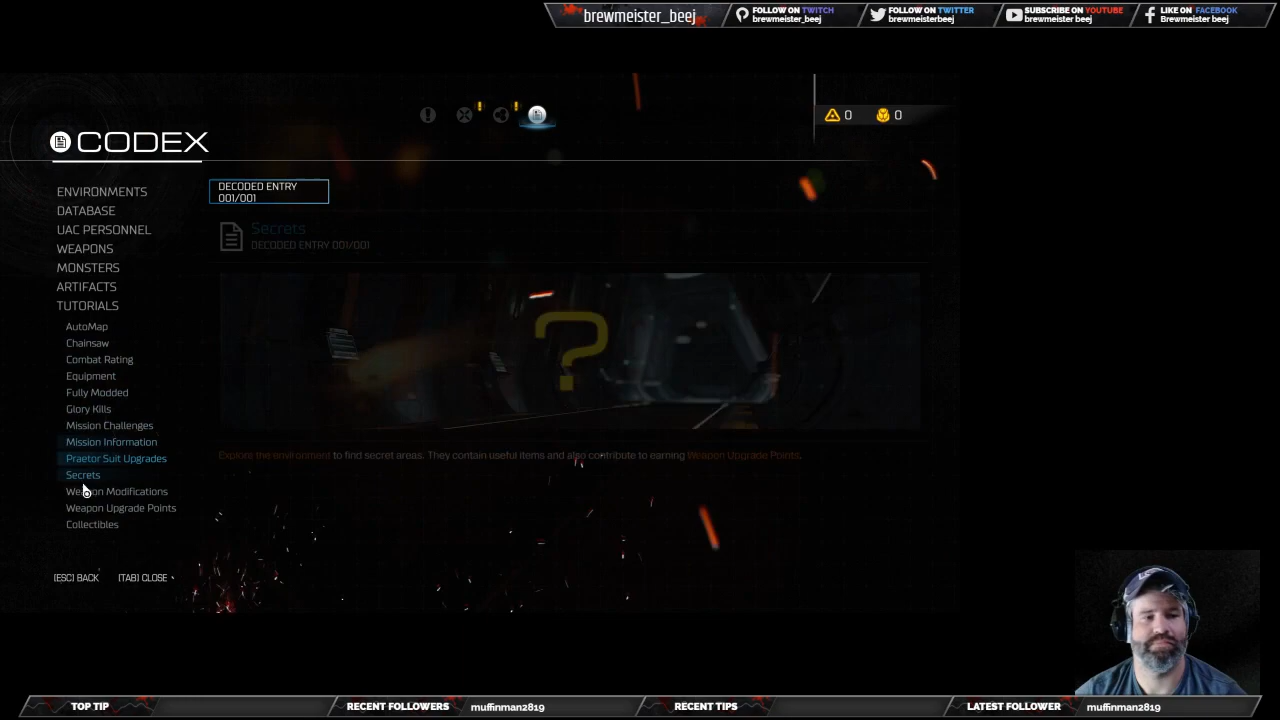 brewmeister_beej
FOLLOW ON TWITCH
brewmeister_beej
FOLLOW ON TWITTER
brewmeisterbeej
SUBSCRIBE ON YOUTUBE
brewmeister beej
LIKE ON FACEBOOK
Brewmeister beej
! !
0 0
CODEX
ENVIRONMENTS
DATABASE
UAC PERSONNEL
WEAPONS
MONSTERS
ARTIFACTS
TUTORIALS
AutoMap
Chainsaw
Combat Rating
Equipment
Fully Modded
Glory Kills
Mission Challenges
Mission Information
Praetor Suit Upgrades
Secrets
Weapon Modifications
Weapon Upgrade Points
Collectibles
DECODED ENTRY
001/001
Secrets
DECODED ENTRY 001/001
?
Explore the environment to find secret areas. They contain useful items and also contribute to earning Weapon Upgrade Points.
[ESC] BACK [TAB] CLOSE
TOP TIP
RECENT FOLLOWERS muffinman2819
RECENT TIPS
LATEST FOLLOWER muffinman2819